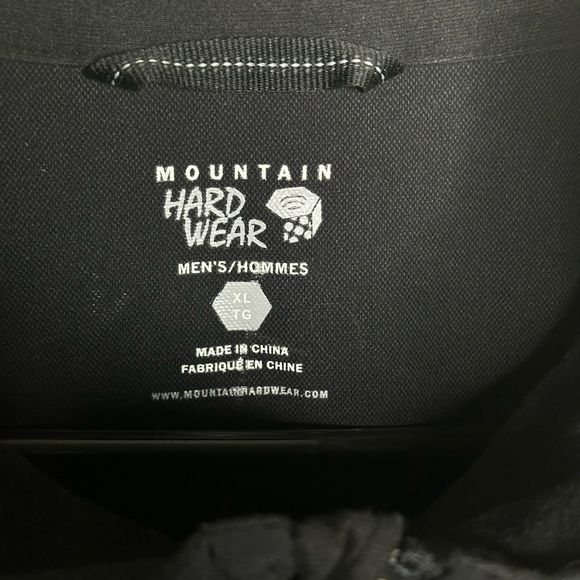 MOUNTAIN
HARD
WEAR
MEN'S/HOMMES
XL
TG
MADE IN CHINA
FABRIQUÉ EN CHINE
WWW.MOUNTAINHARDWEAR.COM